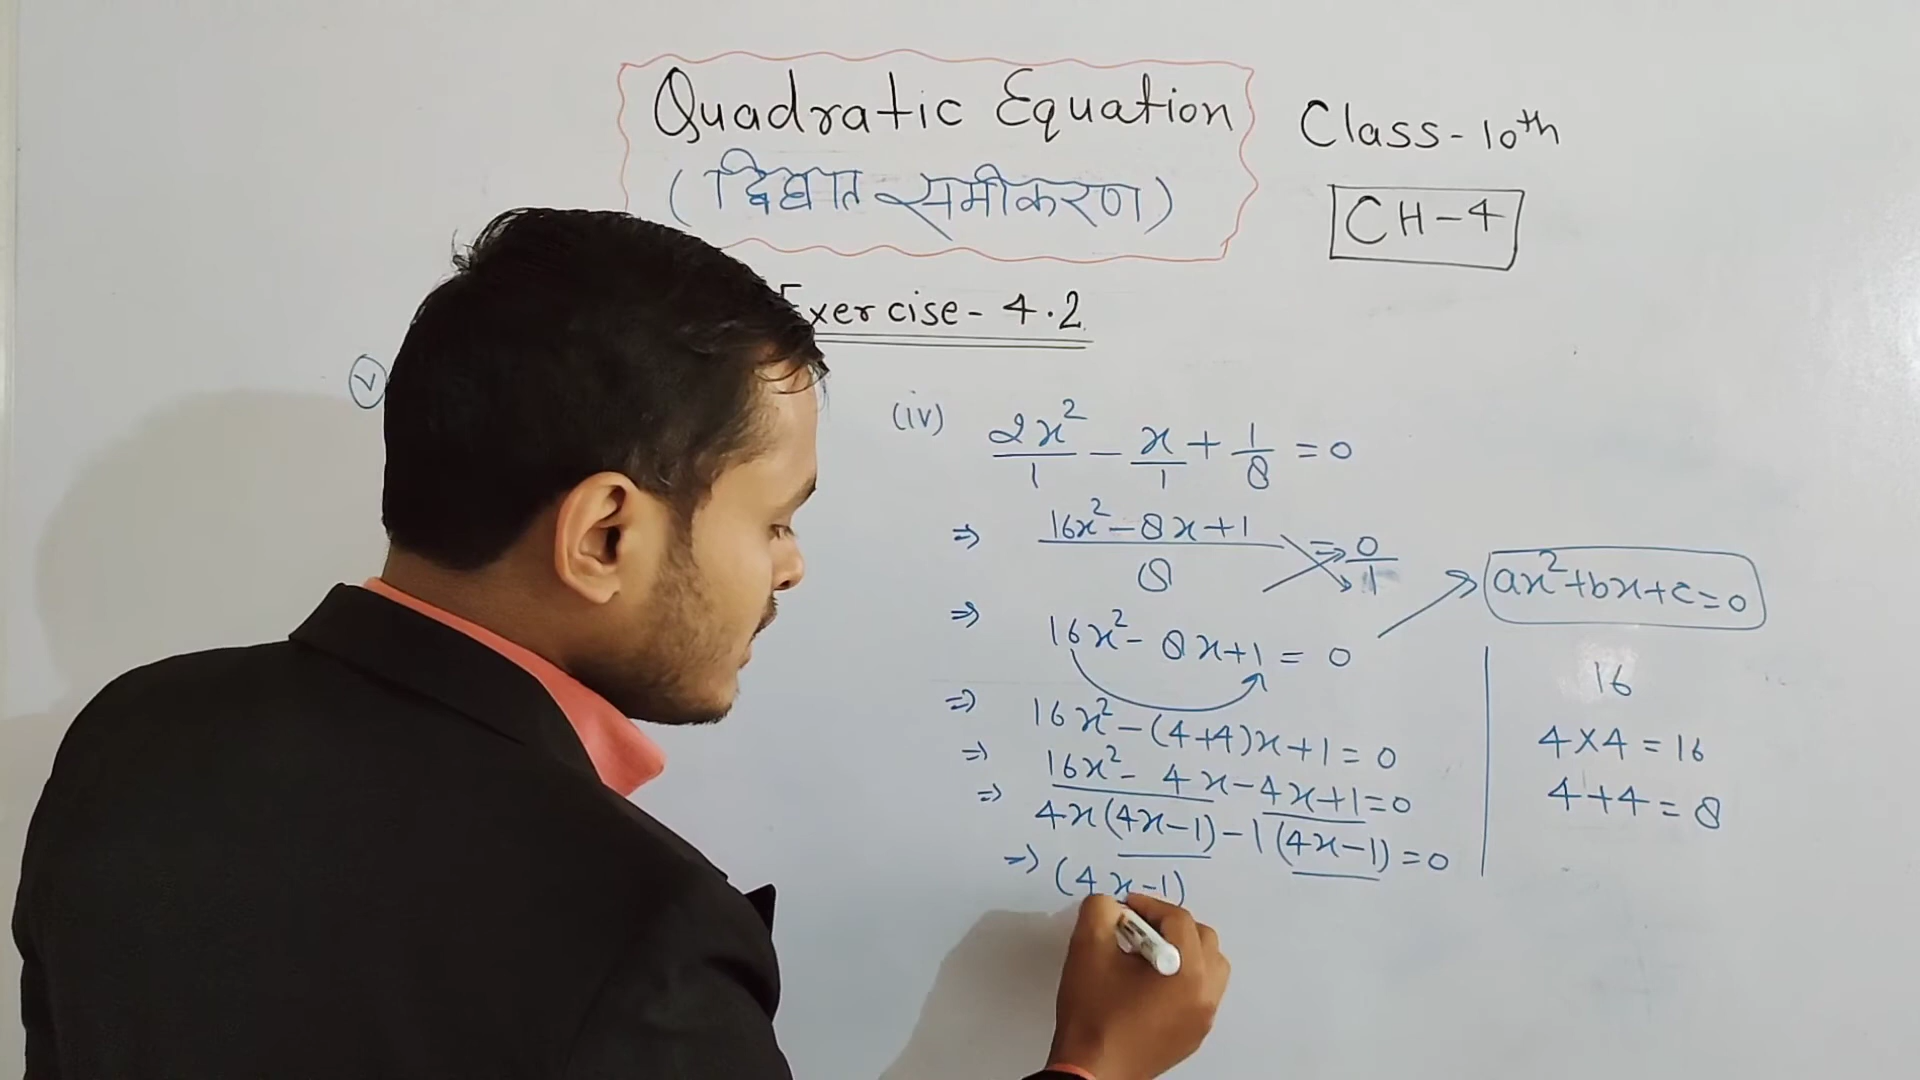 Quadratic Equation
(द्विघात समीकरण)
Class-10th
CH-4
Exercise-4.2
(v)
(iv) 2x²/1 - x/1 + 1/8 = 0
⇒ (16x²-8x+1)/8 = 0/1
⇒ 16x²-8x+1=0
ax²+bx+c=0
⇒ 16x²-(4+4)x+1=0
⇒ 16x²-4x-4x+1=0
⇒ 4x(4x-1)-1(4x-1)=0
⇒ (4x-1)
16
4×4=16
4+4=8